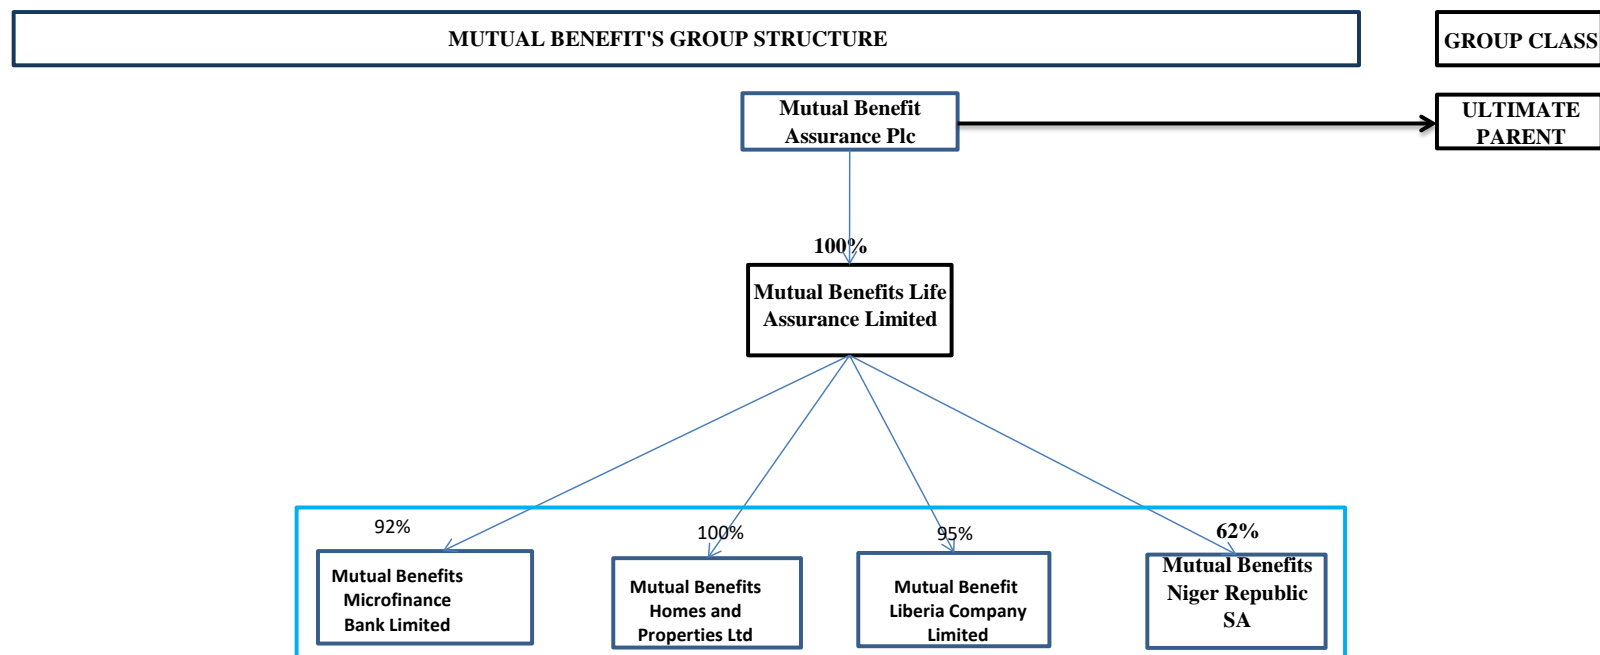 MUTUAL BENEFIT'S GROUP STRUCTURE
GROUP CLASS
Mutual Benefit
Assurance Plc
ULTIMATE
PARENT
100%
Mutual Benefits Life
Assurance Limited
92%
100%
95%
62%
Mutual Benefits
Microfinance
Bank Limited
Mutual Benefits
Homes and
Properties Ltd
Mutual Benefit
Liberia Company
Limited
Mutual Benefits
Niger Republic
SA